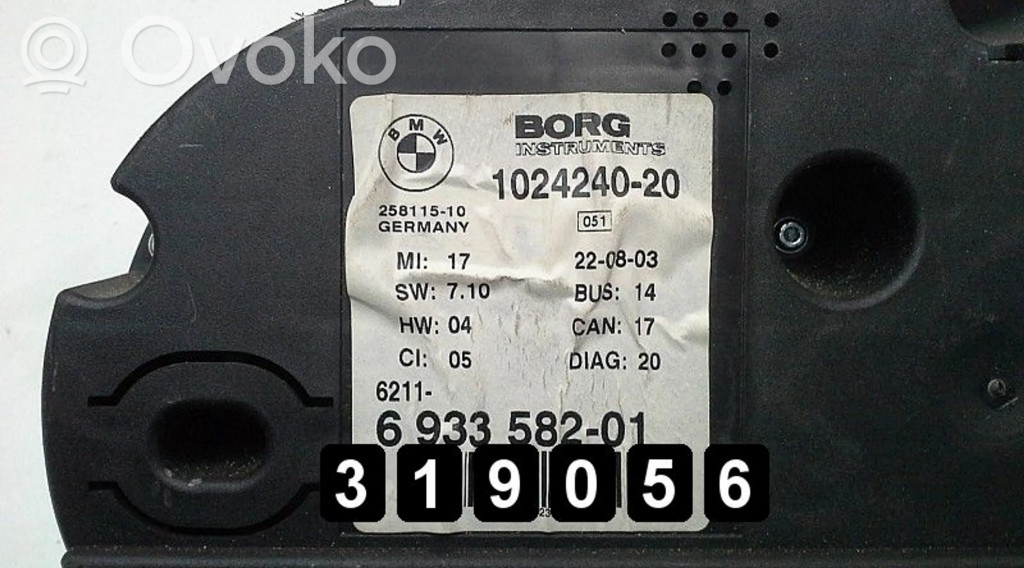 Ovoko
BMW
BORG
INSTRUMENTS
1024240-20
258115-10
GERMANY
051
MI: 17
22-08-03
SW: 7.10
BUS: 14
HW: 04
CAN: 17
CI: 05
DIAG: 20
6211-
6 933 582-01
319056